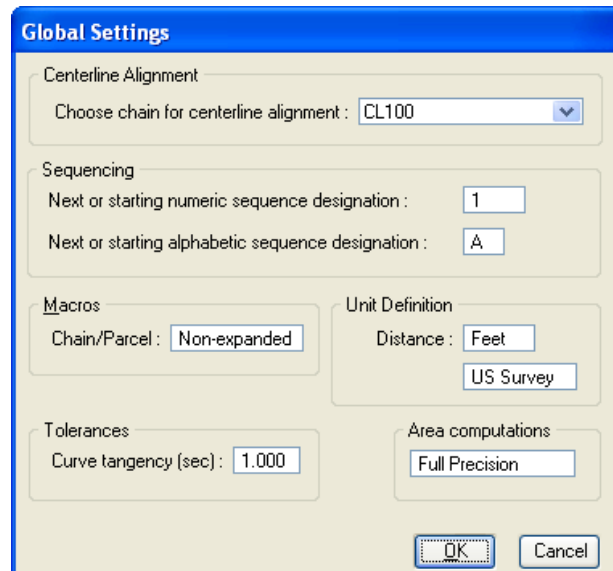 Global Settings
Centerline Alignment
Choose chain for centerline alignment : CL100
Sequencing
Next or starting numeric sequence designation : 1
Next or starting alphabetic sequence designation : A
Macros
Chain/Parcel : Non-expanded
Unit Definition
Distance : Feet
US Survey
Tolerances
Curve tangency (sec) : 1.000
Area computations
Full Precision
OK Cancel